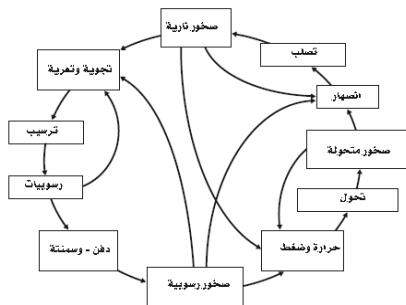 صخور نارية
تصلب
تجوية وتعرية
انصهار
ترسيب
صخور متحولة
رسوبيات
تحول
دفن - وسمنتة
حرارة وضغط
صخور رسوبية